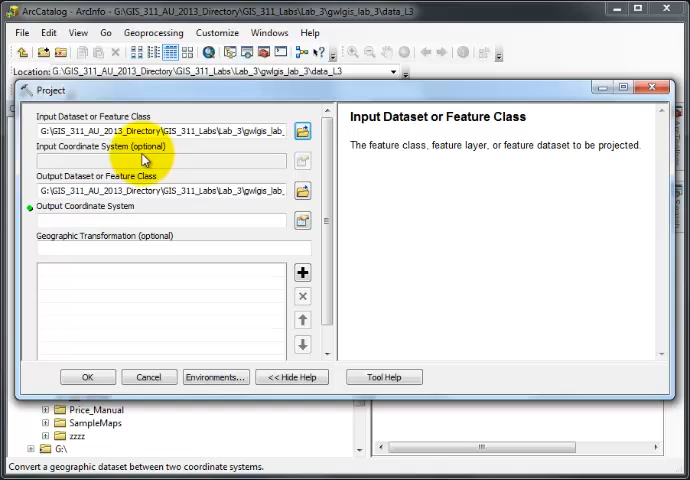 ArcCatalog - ArcInfo - G:\GIS_311_AU_2013_Directory\GIS_311_Labs\Lab_3\gwlgis_lab_3\data_L3
File Edit View Go Geoprocessing Customize Windows Help
Location: G:\GIS_311_AU_2013_Directory\GIS_311_Labs\Lab_3\gwlgis_lab_3\data_L3
Project
Input Dataset or Feature Class
G:\GIS_311_AU_2013_Directory\GIS_311_Labs\Lab_3\gwlgis_lab_
Input Coordinate System (optional)
Output Dataset or Feature Class
G:\GIS_311_AU_2013_Directory\GIS_311_Labs\Lab_3\gwlgis_lab_
Output Coordinate System
Geographic Transformation (optional)
Input Dataset or Feature Class
The feature class, feature layer, or feature dataset to be projected.
OK Cancel Environments... << Hide Help Tool Help
Price_Manual
SampleMaps
zzzz
G:\
Convert a geographic dataset between two coordinate systems.